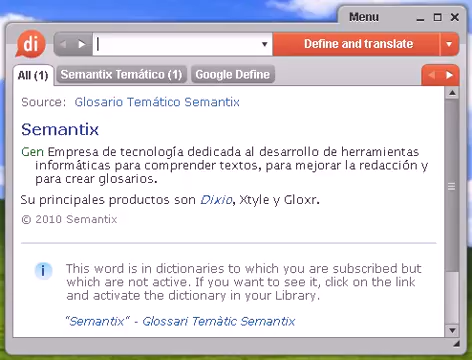 Menu
di
Define and translate
All (1)
Semantix Temático (1)
Google Define
Source: Glosario Temático Semantix
Semantix
Gen Empresa de tecnología dedicada al desarrollo de herramientas
informáticas para comprender textos, para mejorar la redacción y
para crear glosarios.
Su principales productos son Dixio, Xtyle y Gloxr.
© 2010 Semantix
i
This word is in dictionaries to which you are subscribed but
which are not active. If you want to see it, click on the link
and activate the dictionary in your Library.
"Semantix" - Glossari Temàtic Semantix